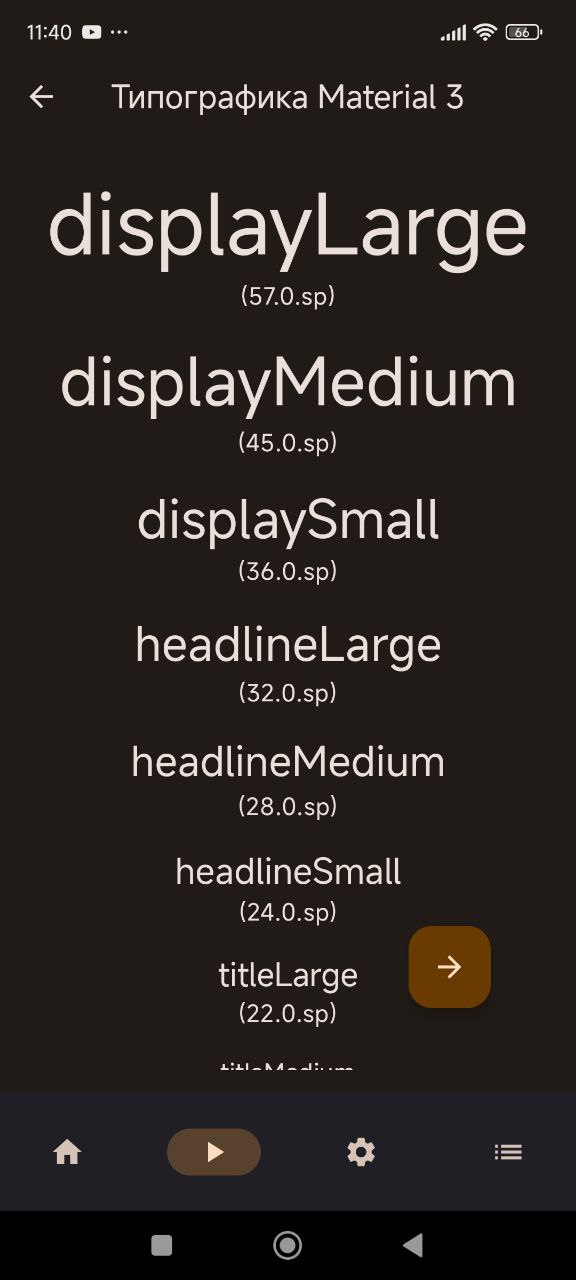 11:40
66
Типографика Material 3
displayLarge
(57.0.sp)
displayMedium
(45.0.sp)
displaySmall
(36.0.sp)
headlineLarge
(32.0.sp)
headlineMedium
(28.0.sp)
headlineSmall
(24.0.sp)
titleLarge
(22.0.sp)
titleMedium